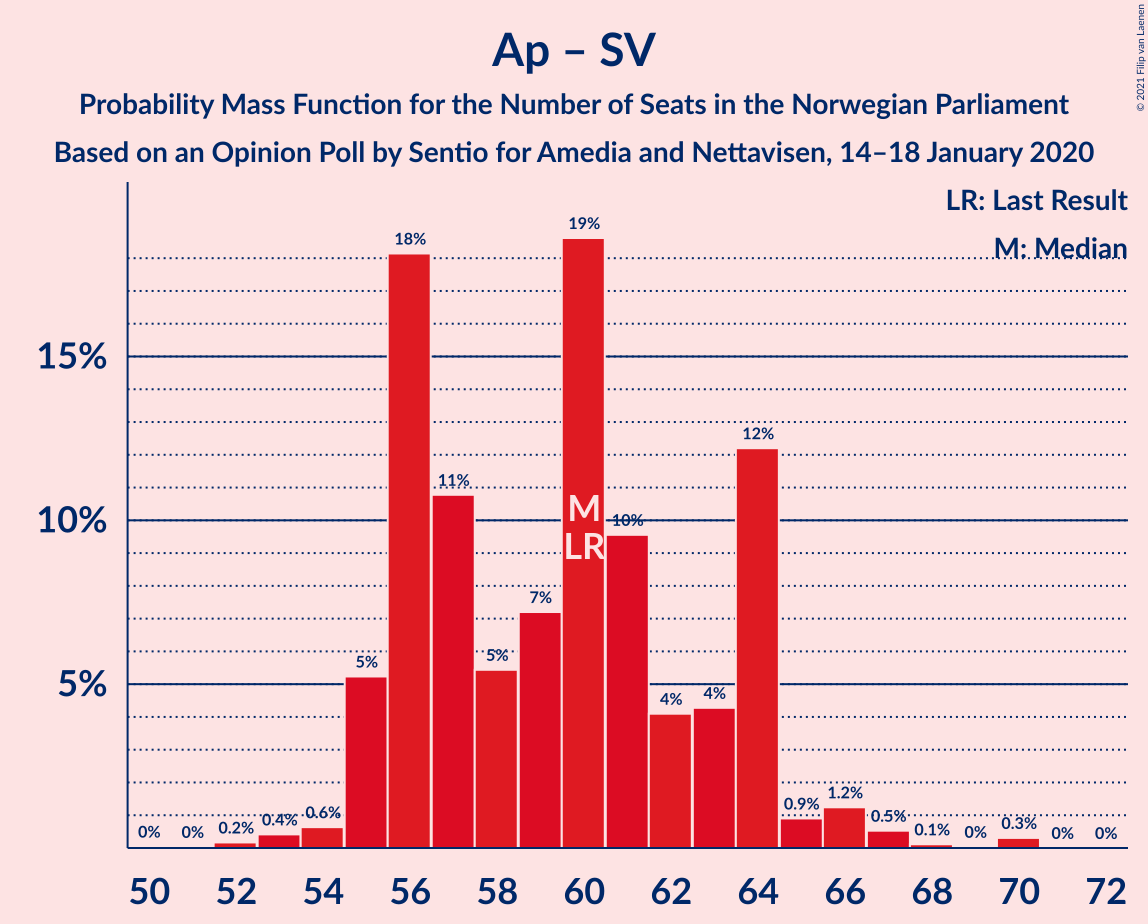 Ap – SV
Probability Mass Function for the Number of Seats in the Norwegian Parliament
Based on an Opinion Poll by Sentio for Amedia and Nettavisen, 14–18 January 2020
© 2021 Filip van Laenen
LR: Last Result
M: Median
15%
10%
5%
0%
0%
0.2%
0.4%
0.6%
5%
18%
11%
5%
7%
19%
10%
4%
4%
12%
0.9%
1.2%
0.5%
0.1%
0%
0.3%
0%
0%
M
LR
50 52 54 56 58 60 62 64 66 68 70 72